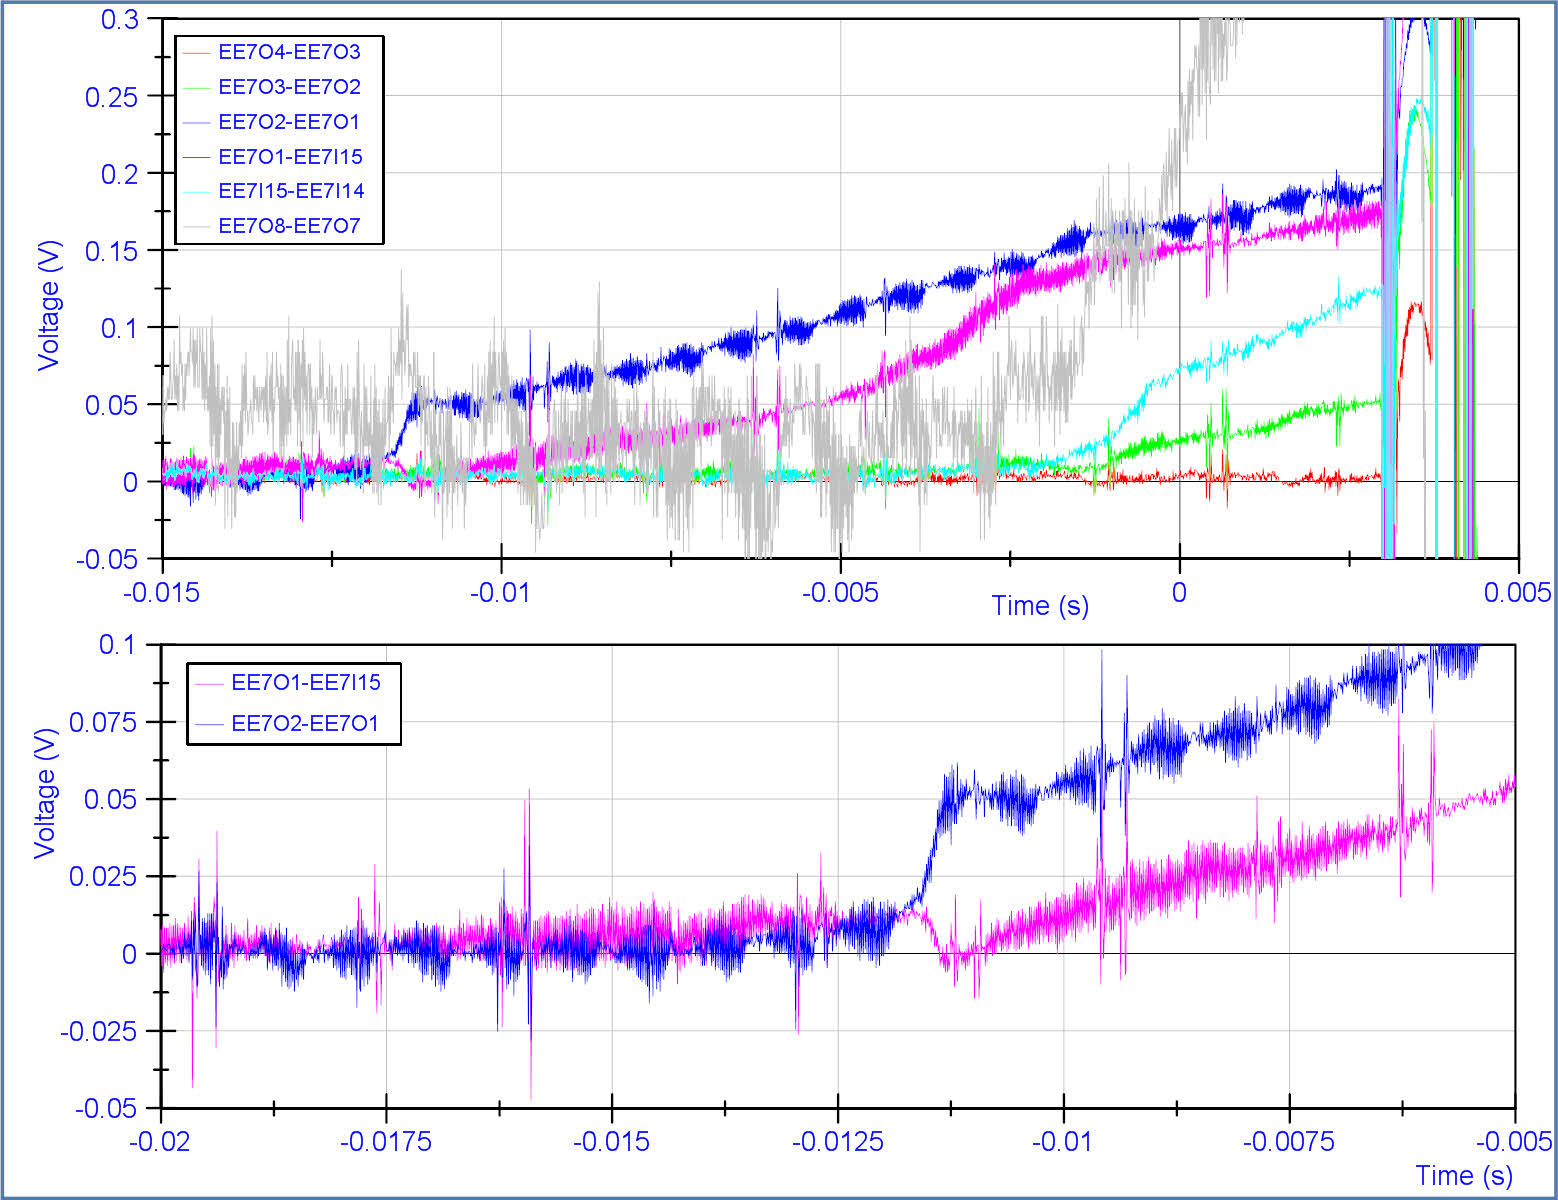 0.3
0.25
0.2
0.15
0.1
0.05
0
-0.05
Voltage (V)
EE7O4-EE7O3
EE7O3-EE7O2
EE7O2-EE7O1
EE7O1-EE7I15
EE7I15-EE7I14
EE7O8-EE7O7
-0.015
-0.01
-0.005
0
0.005
Time (s)
0.1
0.075
0.05
0.025
0
-0.025
-0.05
Voltage (V)
EE7O1-EE7I15
EE7O2-EE7O1
-0.02
-0.0175
-0.015
-0.0125
-0.01
-0.0075
-0.005
Time (s)